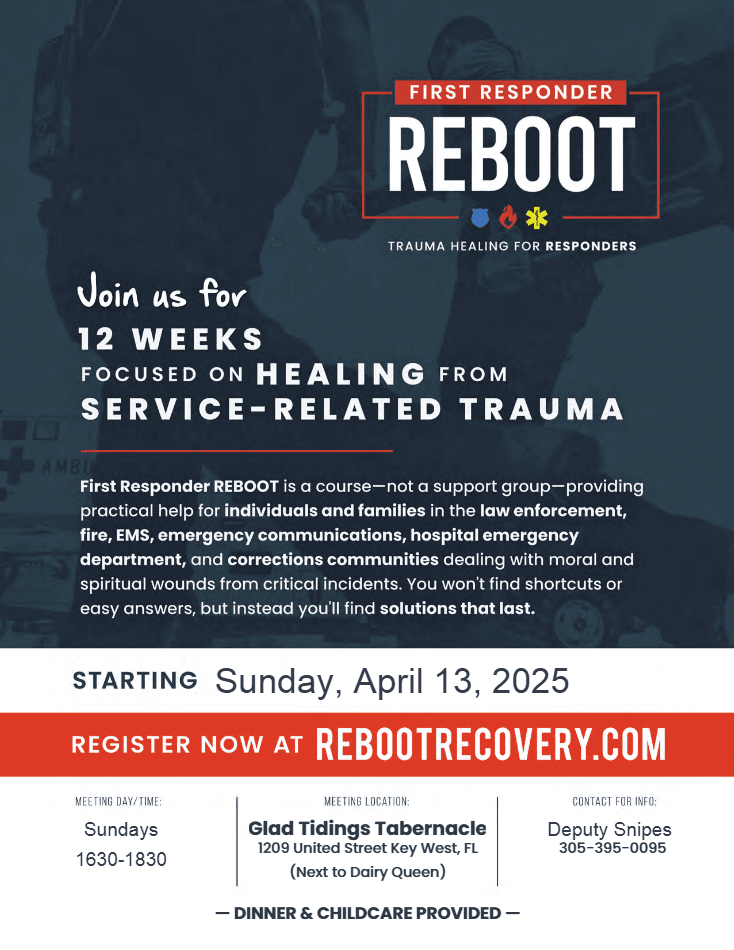 FIRST RESPONDER
REBOOT
TRAUMA HEALING FOR RESPONDERS
Join us for
12 WEEKS
FOCUSED ON HEALING FROM
SERVICE-RELATED TRAUMA
AMBU
First Responder REBOOT is a course—not a support group—providing
practical help for individuals and families in the law enforcement,
fire, EMS, emergency communications, hospital emergency
department, and corrections communities dealing with moral and
spiritual wounds from critical incidents. You won't find shortcuts or
easy answers, but instead you'll find solutions that last.
STARTING Sunday, April 13, 2025
REGISTER NOW AT REBOOTRECOVERY.COM
MEETING DAY/TIME:
Sundays
1630-1830
MEETING LOCATION:
Glad Tidings Tabernacle
1209 United Street Key West, FL
(Next to Dairy Queen)
CONTACT FOR INFO:
Deputy Snipes
305-395-0095
— DINNER & CHILDCARE PROVIDED —